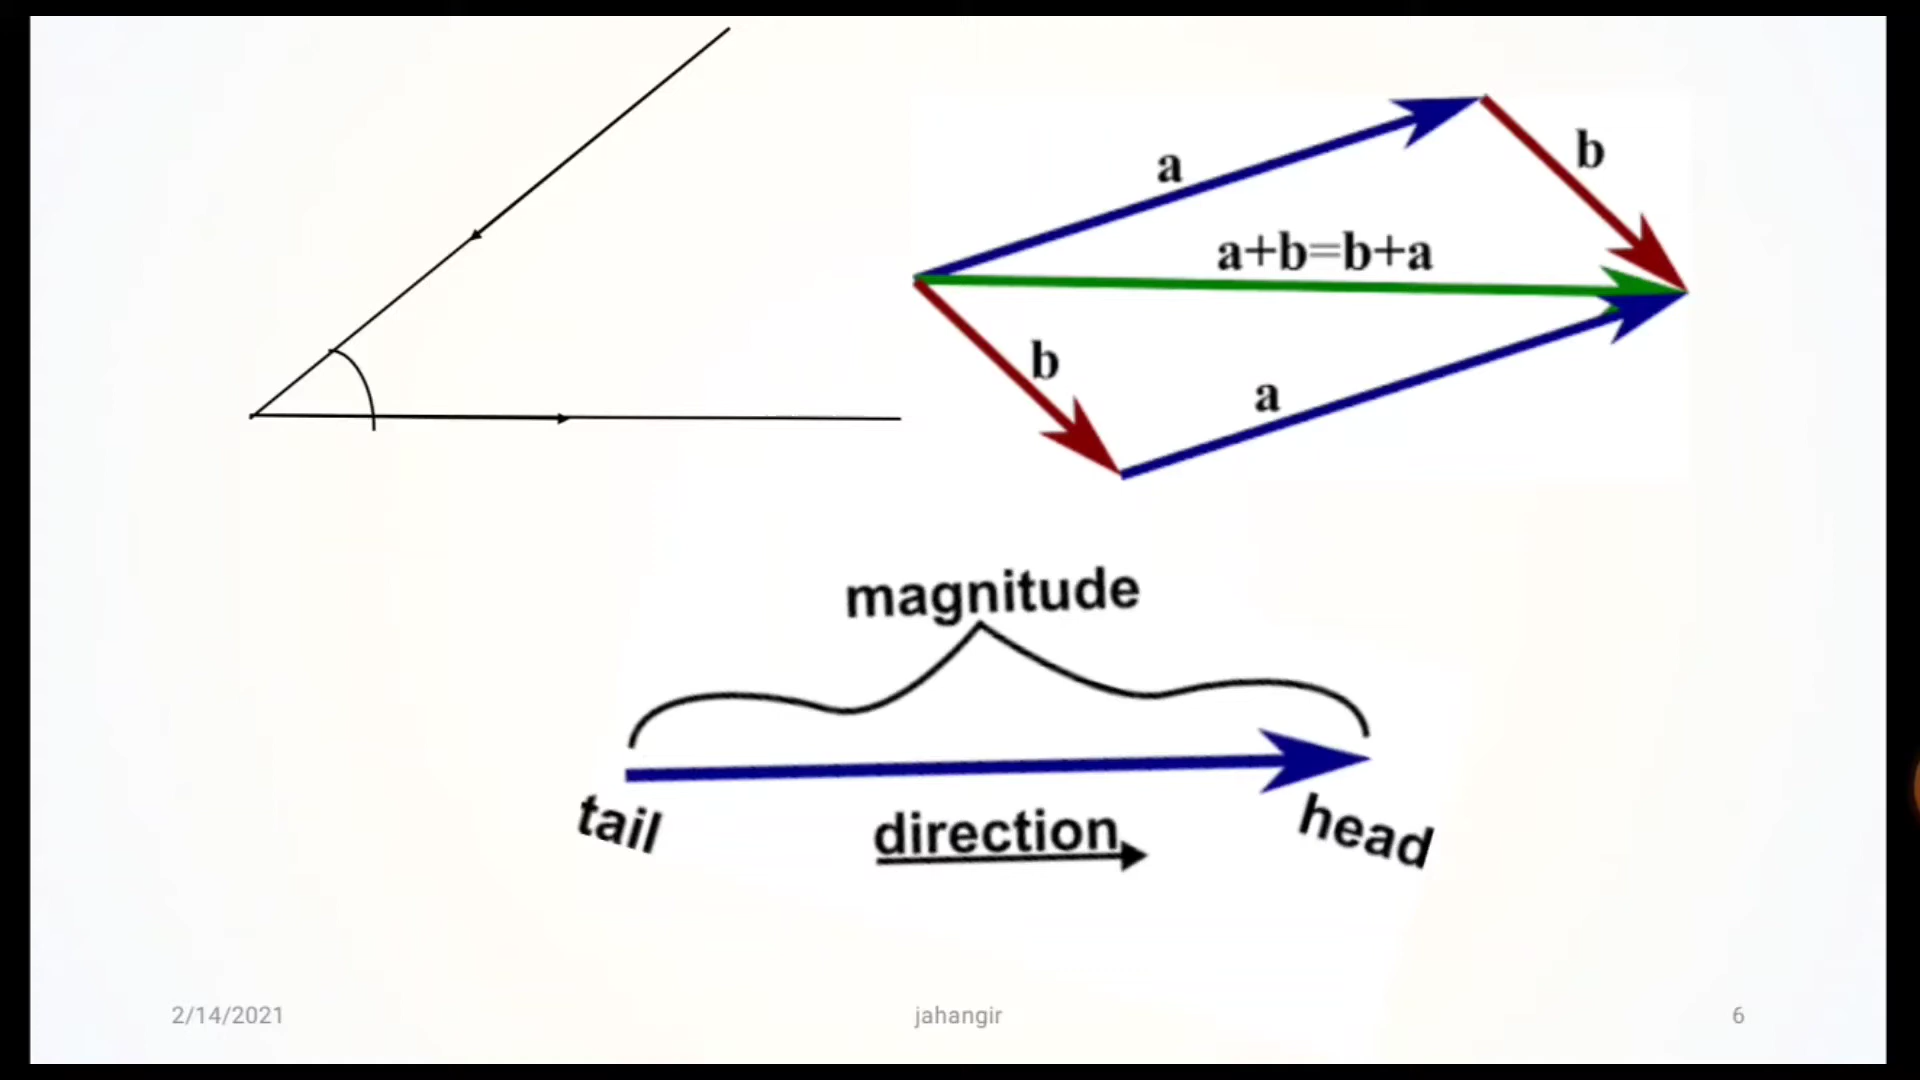 a
b
a+b=b+a
b
a
magnitude
tail
direction
head
2/14/2021
jahangir
6